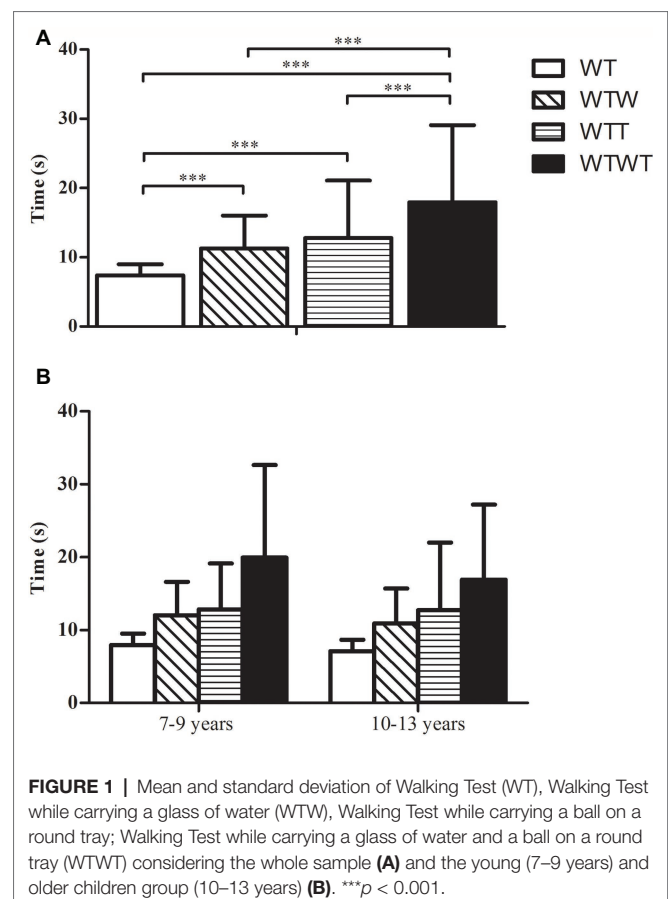 A
40
30
20
10
0
Time (s)
***
***
***
***
***
WT
WTW
WTT
WTWT
B
40
30
20
10
0
Time (s)
7-9 years
10-13 years
FIGURE 1 | Mean and standard deviation of Walking Test (WT), Walking Test
while carrying a glass of water (WTW), Walking Test while carrying a ball on a
round tray; Walking Test while carrying a glass of water and a ball on a round
tray (WTWT) considering the whole sample (A) and the young (7–9 years) and
older children group (10–13 years) (B). ***p < 0.001.